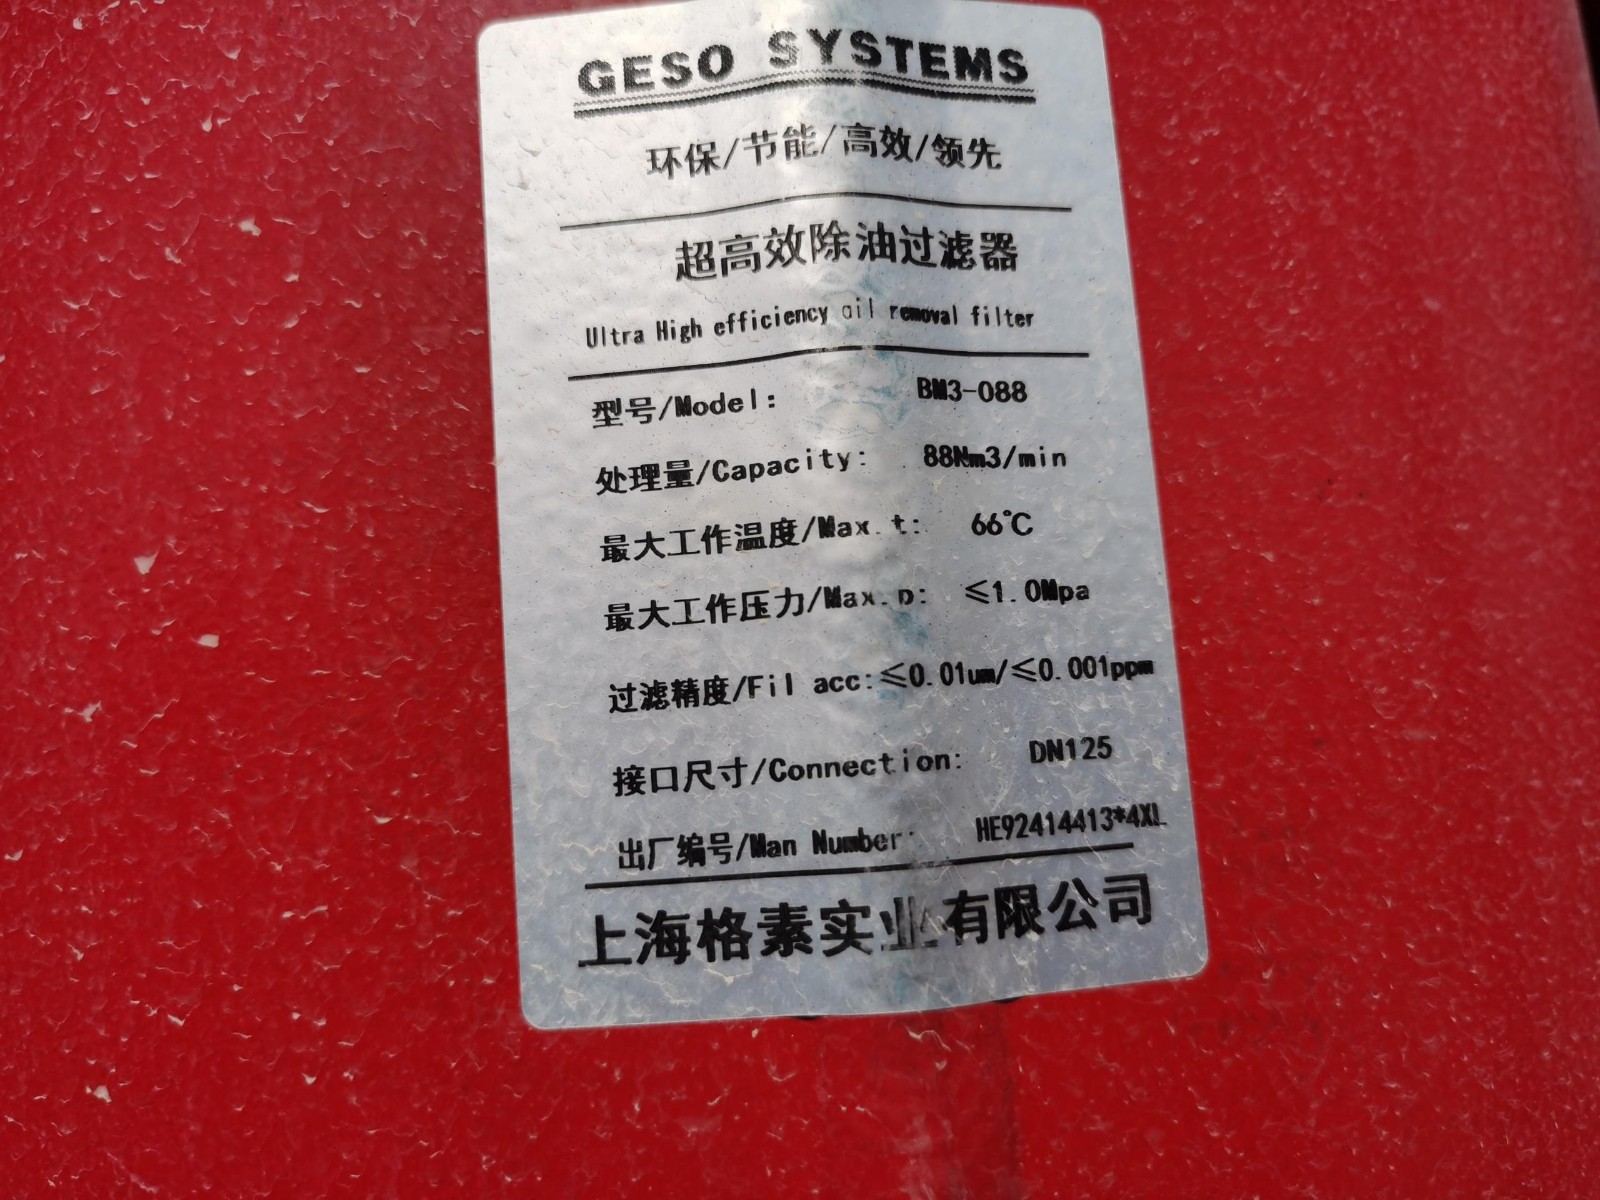 GESO SYSTEMS
环保/节能/高效/领先
超高效除油过滤器
Ultra High efficiency oil removal filter
型号/Model: BM3-088
处理量/Capacity: 88Nm3/min
最大工作温度/Max.t: 66℃
最大工作压力/Max.p: ≤1.0Mpa
过滤精度/Fil acc:≤0.01um/≤0.001ppm
接口尺寸/Connection: DN125
出厂编号/Man Number: HE92414413*4XL
上海格素实业有限公司